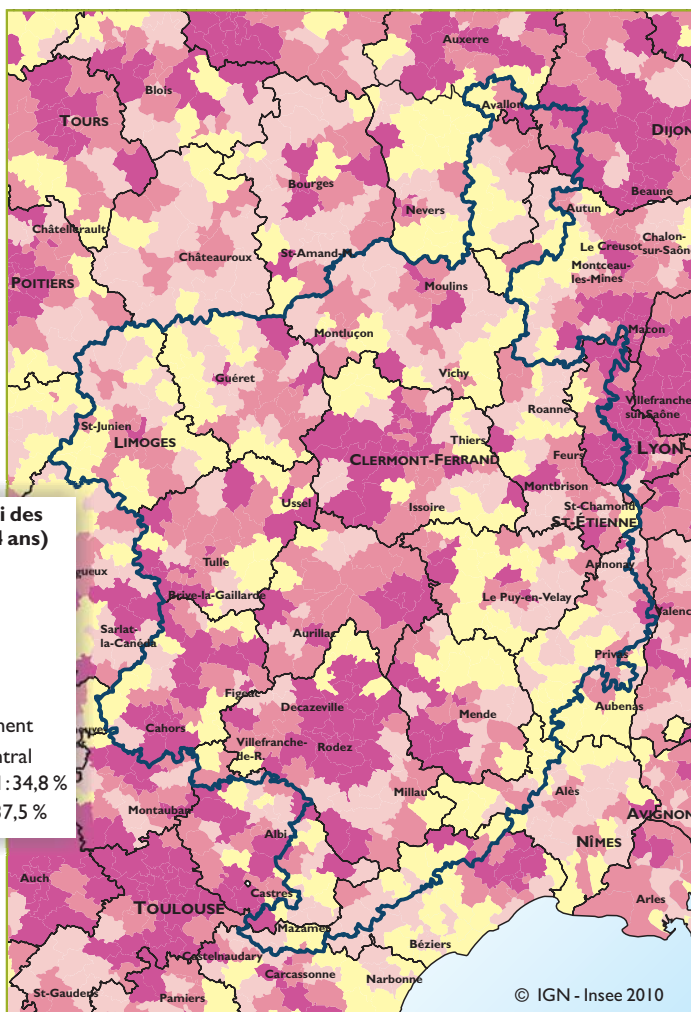 Auxerre
Blois
Avallon
TOURS
DIJON
Bourges
Beaune
Nevers
Autun
Châtellerault
Le Creusot
Chalon-
sur-Saône
St-Amand-M.
Châteauroux
Montceau-
les-Mines
POITIERS
Moulins
Montluçon
Macon
Vichy
Guéret
Villefranche-
sur-Saône
Roanne
St-Junien
LIMOGES
Thiers
LYON
CLERMONT-FERRAND
Feurs
Montbrison
Ussel
Issoire
St-Chamond
ST-ÉTIENNE
i des
4 ans)
Tulle
Annonay
gueux
Brive-la-Gaillarde
Le Puy-en-Velay
Valenc
Sarlat-
la-Canéda
Aurillac
Privas
Figeac
Decazeville
Aubenas
Mende
ment
Cahors
Villefranche-
de-R.
Rodez
ntral
1 : 34,8 %
37,5 %
Millau
Alès
Montauban
AVIGNON
Albi
NÎMES
Auch
Castres
Arles
TOULOUSE
Mazamet
Béziers
Castelnaudary
Carcassonne
Narbonne
St-Gaudens
Pamiers
© IGN - Insee 2010